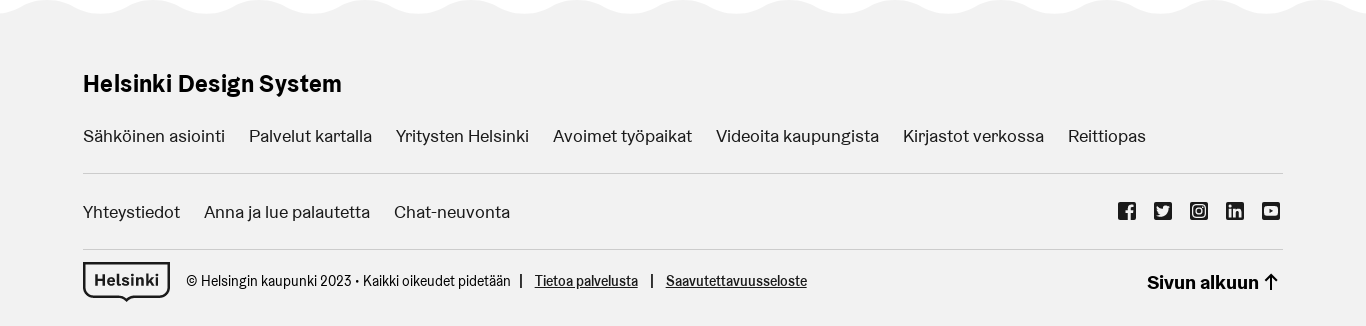 Helsinki Design System
Sähköinen asiointi Palvelut kartalla Yritysten Helsinki Avoimet työpaikat Videoita kaupungista Kirjastot verkossa Reittiopas
Yhteystiedot Anna ja lue palautetta Chat-neuvonta
Helsinki © Helsingin kaupunki 2023 • Kaikki oikeudet pidetään | Tietoa palvelusta | Saavutettavuusseloste Sivun alkuun ↑